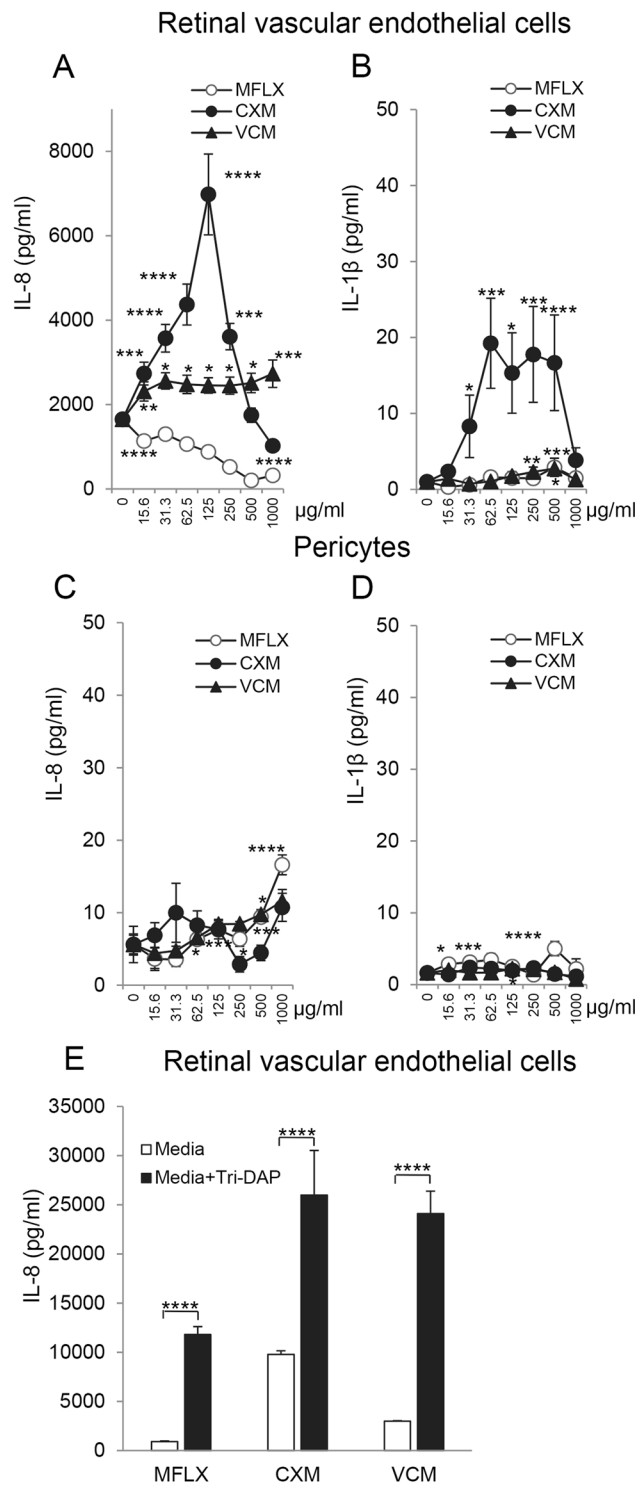 Retinal vascular endothelial cells
A
B
MFLX
CXM
VCM
MFLX
CXM
VCM
IL-8 (pg/ml)
8000
6000
4000
2000
0
****
****
****
****
***
***
***
* * * * *
**
****
****
0 15.6 31.3 62.5 125 250 500 1000 µg/ml
IL-1β (pg/ml)
50
40
30
20
10
0
***
***
****
*
*
**
***
*
0 15.6 31.3 62.5 125 250 500 1000 µg/ml
Pericytes
C
D
MFLX
CXM
VCM
MFLX
CXM
VCM
IL-8 (pg/ml)
50
40
30
20
10
0
****
*
*
***
*
***
0 15.6 31.3 62.5 125 250 500 1000 µg/ml
IL-1β (pg/ml)
50
40
30
20
10
0
* *** ****
*
0 15.6 31.3 62.5 125 250 500 1000 µg/ml
E Retinal vascular endothelial cells
IL-8 (pg/ml)
35000
30000
25000
20000
15000
10000
5000
0
Media
Media+Tri-DAP
****
****
****
MFLX CXM VCM